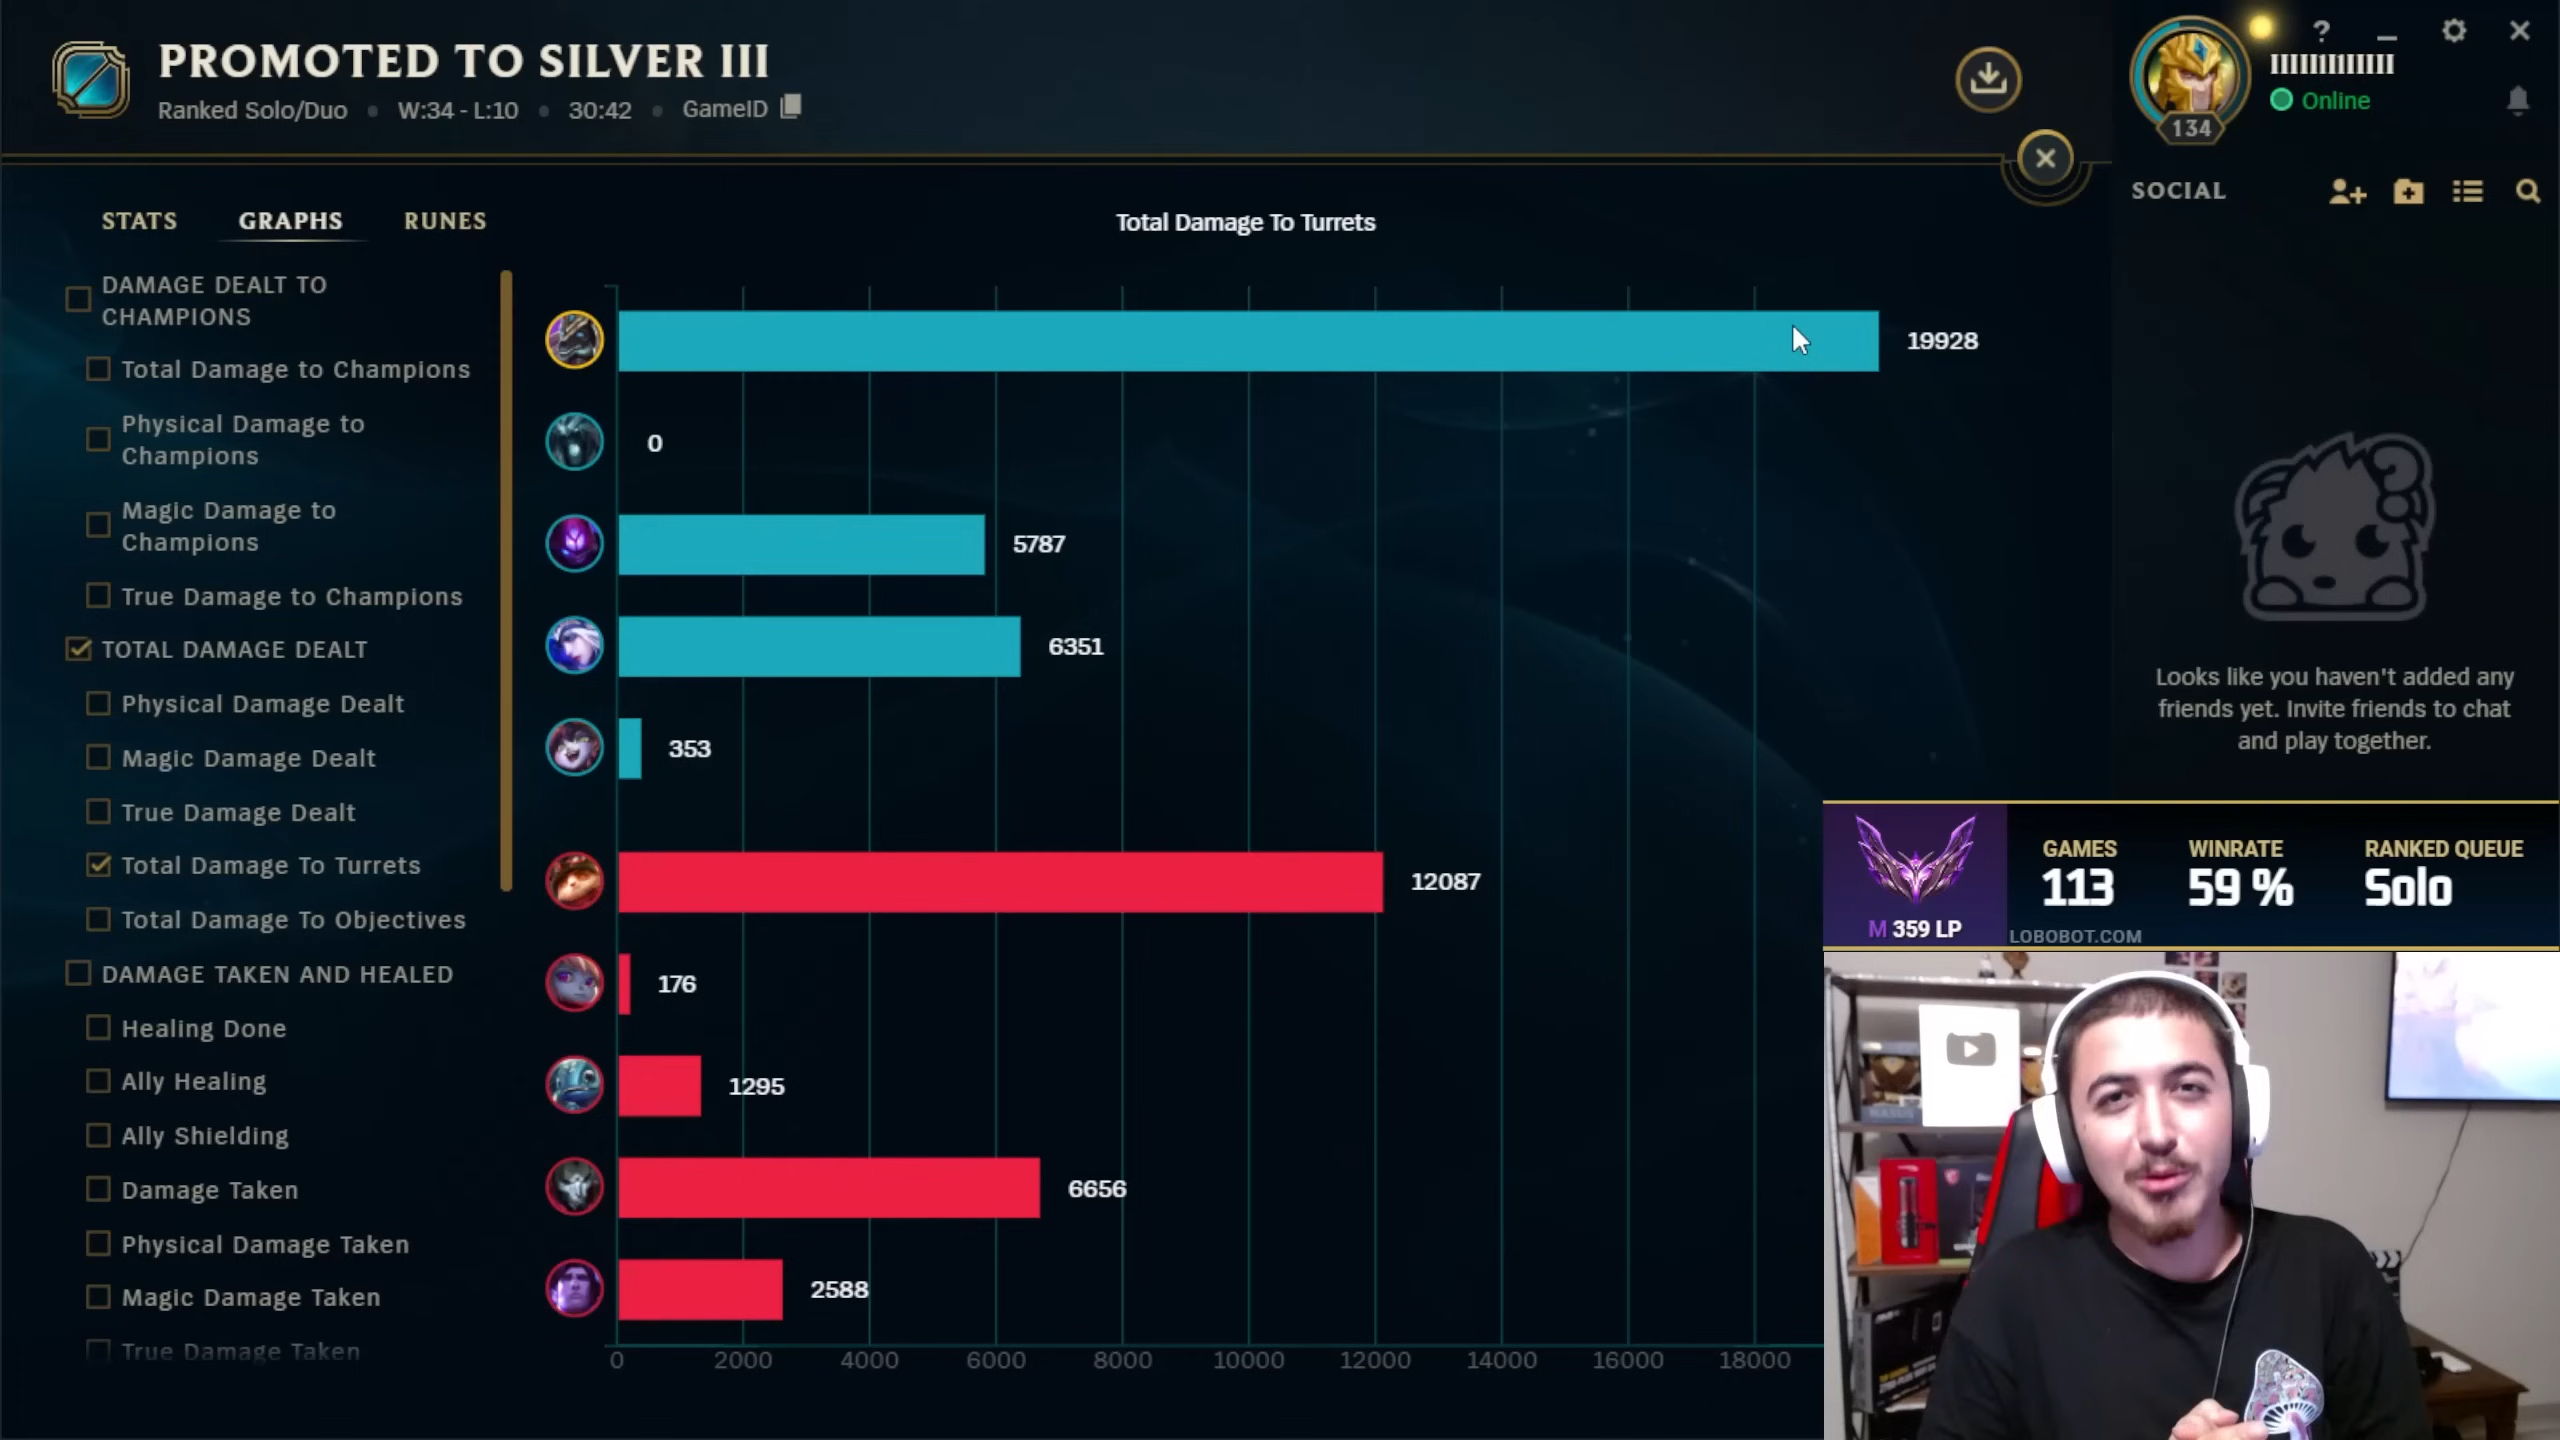 PROMOTED TO SILVER III
Ranked Solo/Duo • W:34 - L:10 • 30:42 • GameID
134
IIIIIIIIIIIII
Online
SOCIAL
STATS
GRAPHS
RUNES
Total Damage To Turrets
DAMAGE DEALT TO
CHAMPIONS
Total Damage to Champions
Physical Damage to
Champions
Magic Damage to
Champions
True Damage to Champions
TOTAL DAMAGE DEALT
Physical Damage Dealt
Magic Damage Dealt
True Damage Dealt
Total Damage To Turrets
Total Damage To Objectives
DAMAGE TAKEN AND HEALED
Healing Done
Ally Healing
Ally Shielding
Damage Taken
Physical Damage Taken
Magic Damage Taken
True Damage Taken
19928
0
5787
6351
353
12087
176
1295
6656
2588
0 2000 4000 6000 8000 10000 12000 14000 16000 18000
Looks like you haven't added any
friends yet. Invite friends to chat
and play together.
M 359 LP
GAMES
113
WINRATE
59 %
RANKED QUEUE
Solo
LOBOBOT.COM